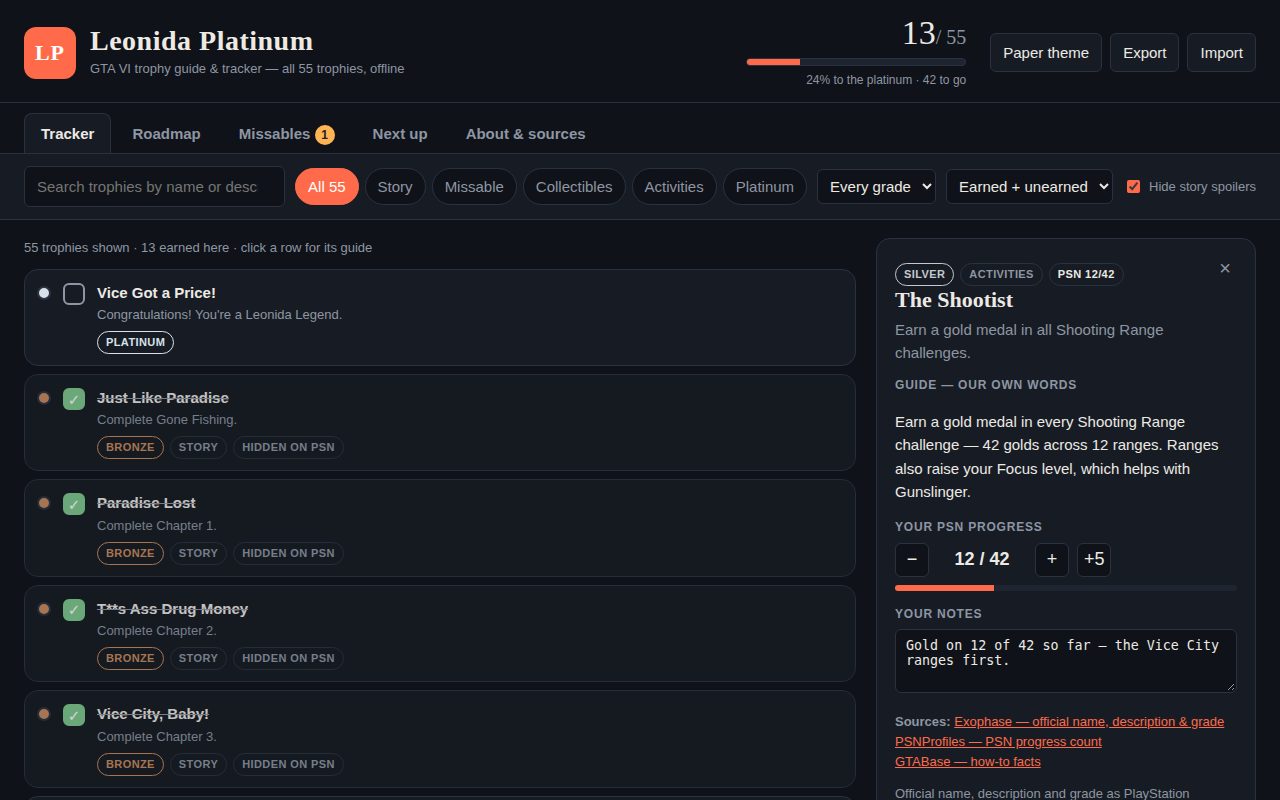 LP
Leonida Platinum
GTA VI trophy guide & tracker — all 55 trophies, offline
13/ 55
24% to the platinum · 42 to go
Paper theme
Export
Import
Tracker
Roadmap
Missables 1
Next up
About & sources
Search trophies by name or desc
All 55
Story
Missable
Collectibles
Activities
Platinum
Every grade
Earned + unearned
Hide story spoilers
55 trophies shown · 13 earned here · click a row for its guide
Vice Got a Price!
Congratulations! You're a Leonida Legend.
PLATINUM
Just Like Paradise
Complete Gone Fishing.
BRONZE STORY HIDDEN ON PSN
Paradise Lost
Complete Chapter 1.
BRONZE STORY HIDDEN ON PSN
T**s Ass Drug Money
Complete Chapter 2.
BRONZE STORY HIDDEN ON PSN
Vice City, Baby!
Complete Chapter 3.
BRONZE STORY HIDDEN ON PSN
SILVER ACTIVITIES PSN 12/42
×
The Shootist
Earn a gold medal in all Shooting Range
challenges.
GUIDE — OUR OWN WORDS
Earn a gold medal in every Shooting Range
challenge — 42 golds across 12 ranges. Ranges
also raise your Focus level, which helps with
Gunslinger.
YOUR PSN PROGRESS
− 12 / 42 + +5
YOUR NOTES
Gold on 12 of 42 so far — the Vice City
ranges first.
Sources: Exophase — official name, description & grade
PSNProfiles — PSN progress count
GTABase — how-to facts
Official name, description and grade as PlayStation